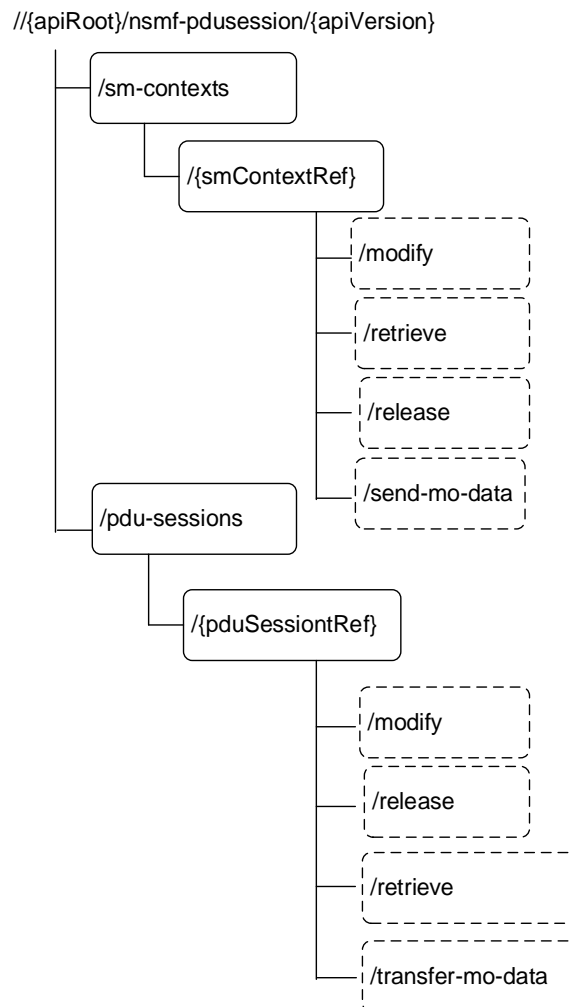 //{apiRoot}/nsmf-pdusession/{apiVersion}
/sm-contexts
/{smContextRef}
/modify
/retrieve
/release
/send-mo-data
/pdu-sessions
/{pduSessiontRef}
/modify
/release
/retrieve
/transfer-mo-data